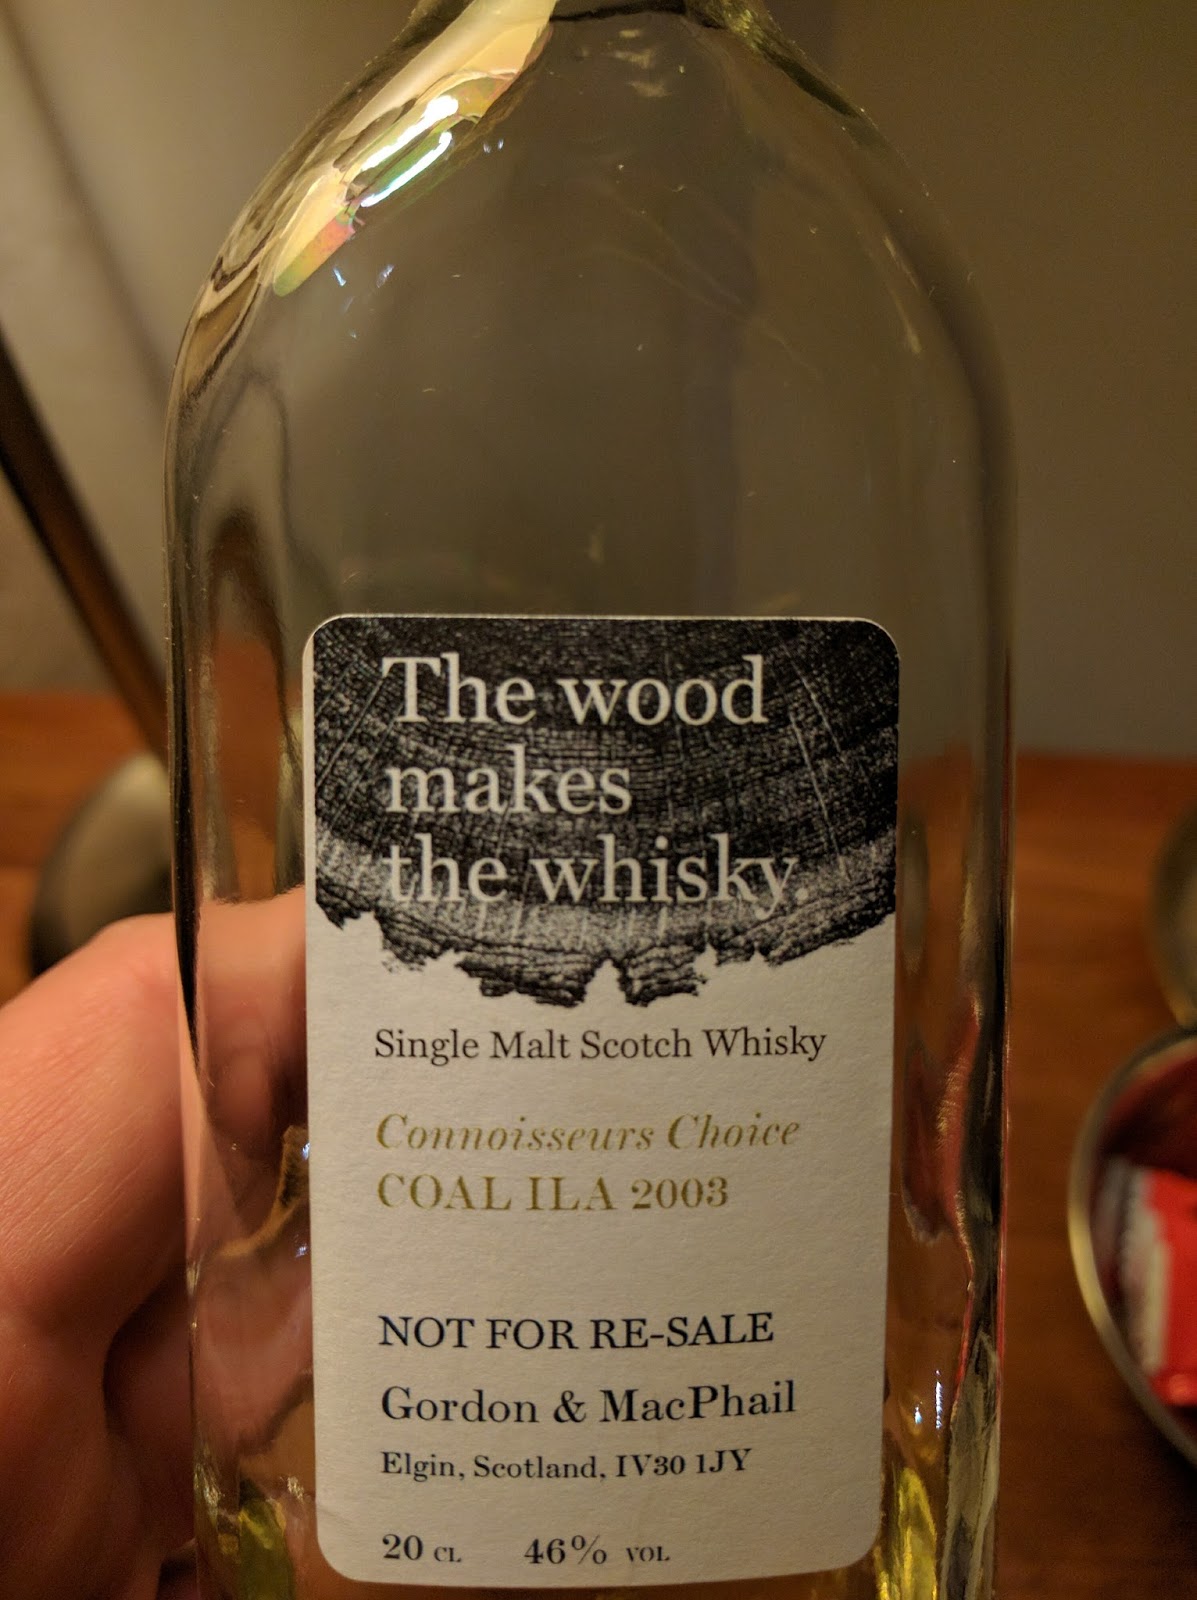 The wood
makes
the whisky.
Single Malt Scotch Whisky
Connoisseurs Choice
COAL ILA 2003
NOT FOR RE-SALE
Gordon & MacPhail
Elgin, Scotland, IV30 1JY
20 CL 46% VOL